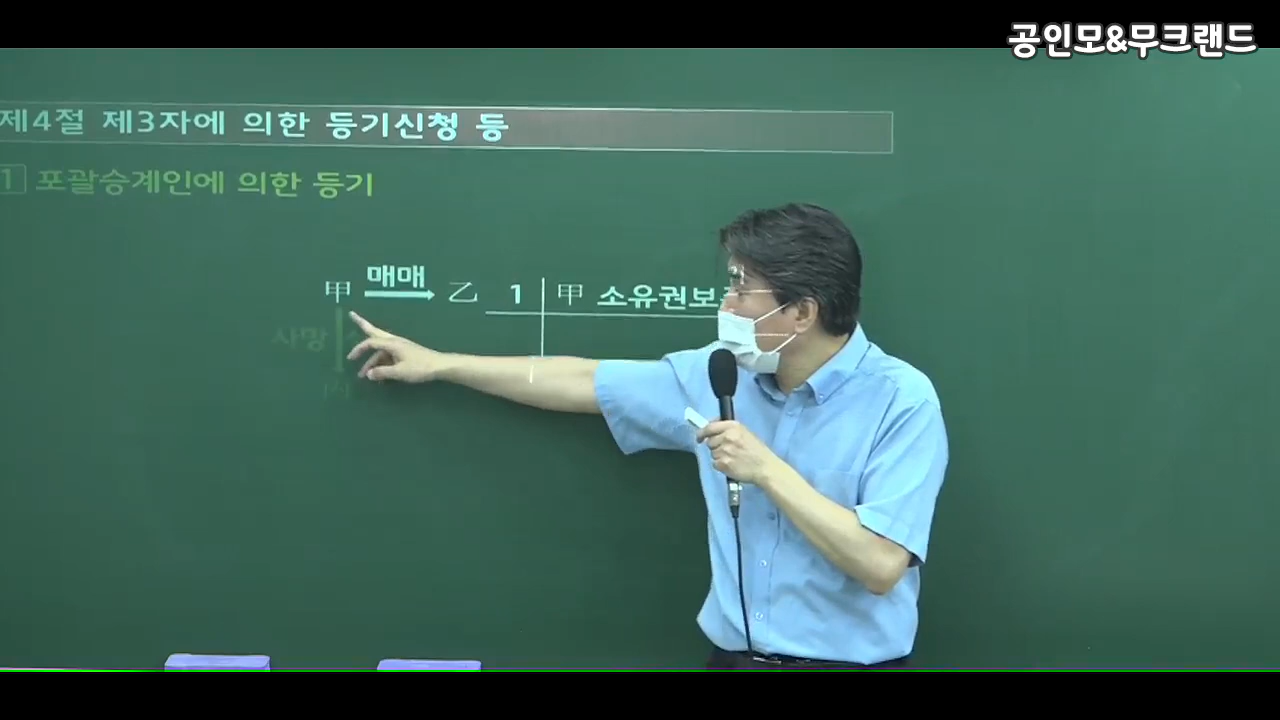 공인모&무크랜드
제4절 제3자에 의한 등기신청 등
1 포괄승계인에 의한 등기
매매
甲 乙 1 甲 소유권보
사망